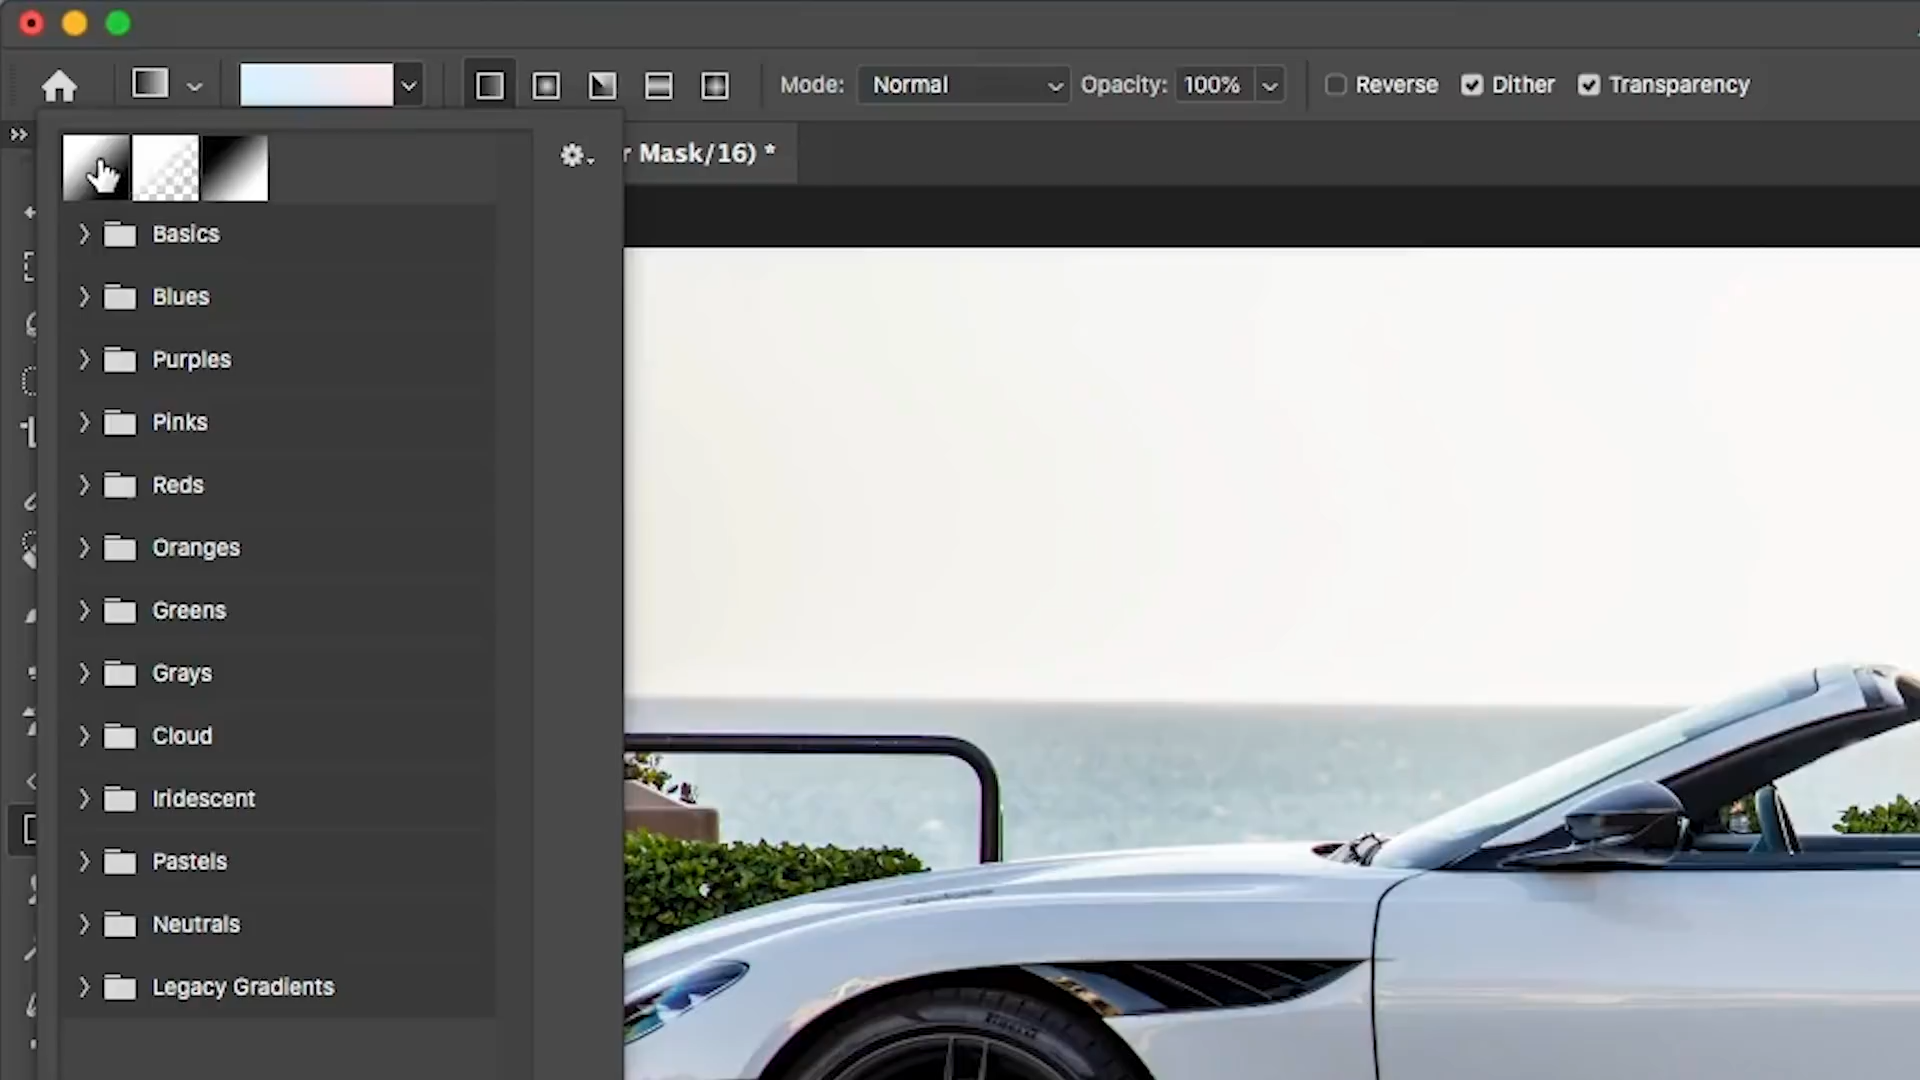 Mode: Normal Opacity: 100% Reverse Dither Transparency
r Mask/16) *
Basics
Blues
Purples
Pinks
Reds
Oranges
Greens
Grays
Cloud
Iridescent
Pastels
Neutrals
Legacy Gradients